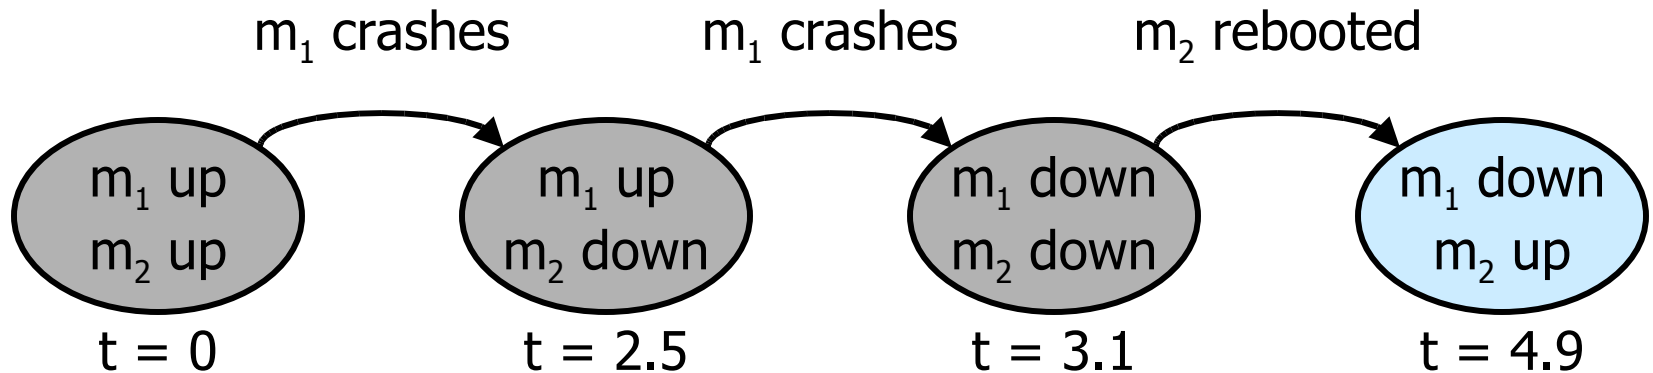 m₁ crashes
m₁ crashes
m₂ rebooted
m₁ up
m₂ up
m₁ up
m₂ down
m₁ down
m₂ down
m₁ down
m₂ up
t = 0
t = 2.5
t = 3.1
t = 4.9